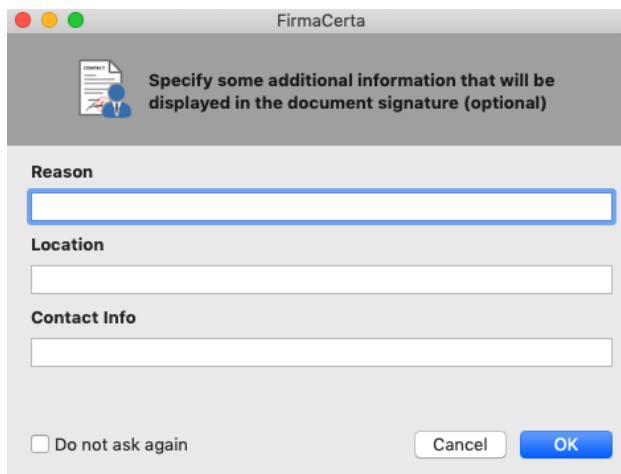 FirmaCerta
CONTRACT
Specify some additional information that will be
displayed in the document signature (optional)
Reason
Location
Contact Info
Do not ask again
Cancel
OK